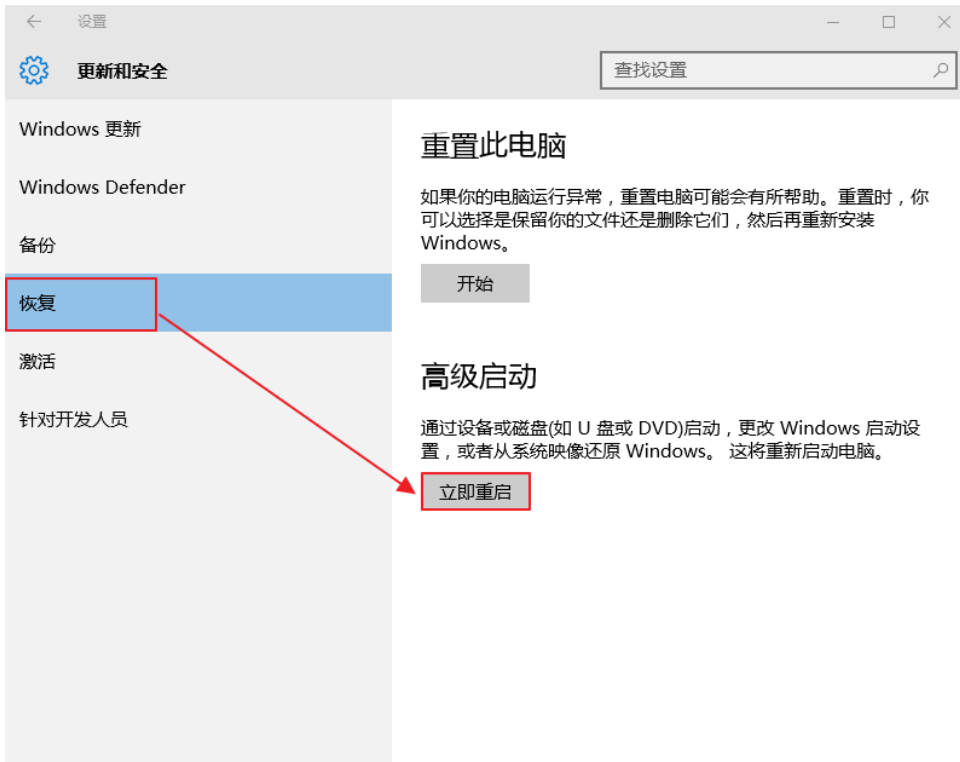 设置
更新和安全
查找设置
Windows 更新
Windows Defender
备份
恢复
激活
针对开发人员
重置此电脑
如果你的电脑运行异常，重置电脑可能会有所帮助。重置时，你
可以选择是保留你的文件还是删除它们，然后再重新安装
Windows。
开始
高级启动
通过设备或磁盘(如 U 盘或 DVD)启动，更改 Windows 启动设
置，或者从系统映像还原 Windows。 这将重新启动电脑。
立即重启